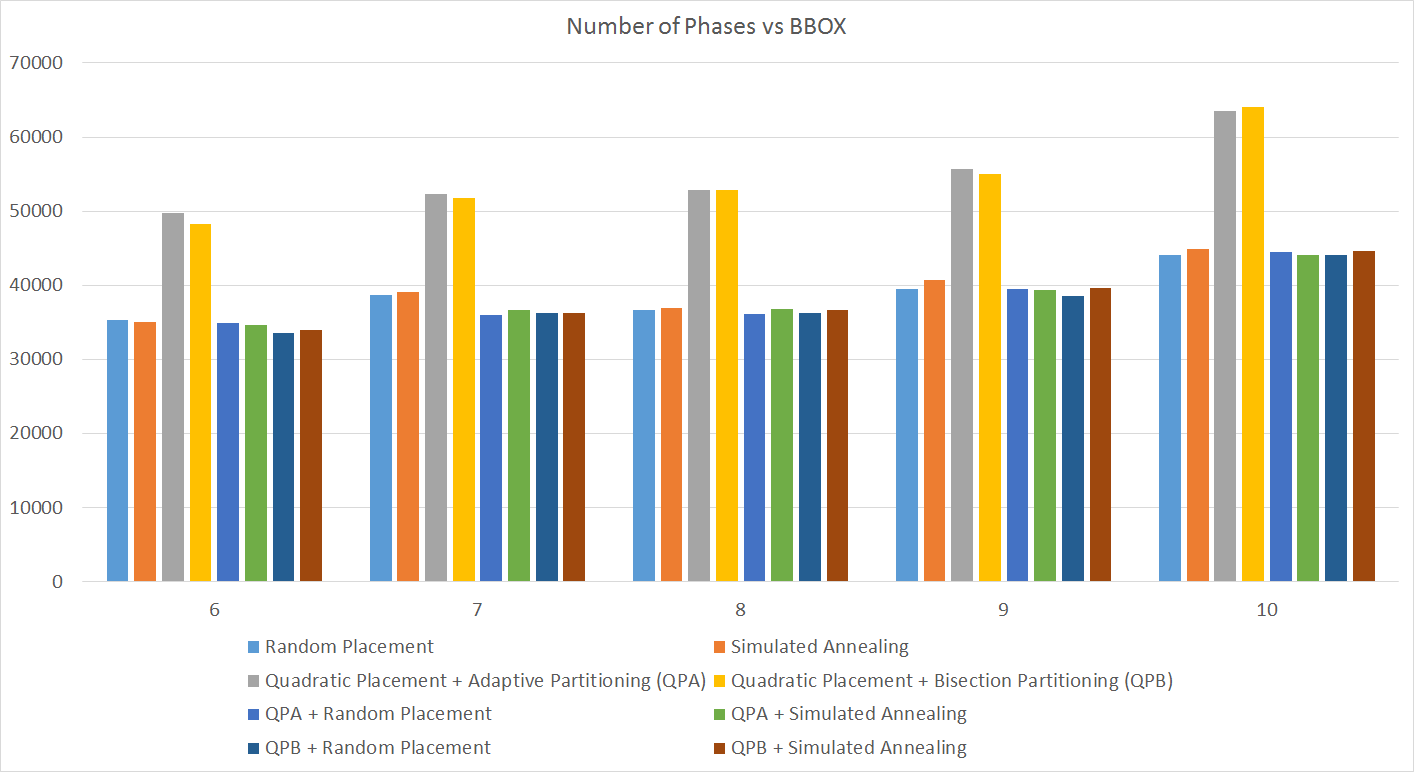 Number of Phases vs BBOX
70000
60000
50000
40000
30000
20000
10000
0
6 7 8 9 10
Random Placement Simulated Annealing
Quadratic Placement + Adaptive Partitioning (QPA) Quadratic Placement + Bisection Partitioning (QPB)
QPA + Random Placement QPA + Simulated Annealing
QPB + Random Placement QPB + Simulated Annealing